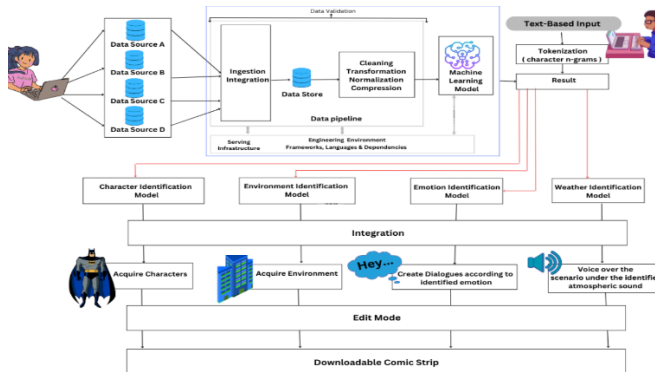 Data Validation
Text-Based Input
Data Source A
Data Source B
Data Source C
Data Source D
Ingestion
Integration
Data Store
Cleaning
Transformation
Normalization
Compression
Machine
Learning
Model
Tokenization
( character n-grams)
Result
Data pipeline
Serving
Infrastructure
Engineering Environment
Frameworks, Languages & Dependencies
Character Identification
Model
Environment Identification
Model
Emotion Identification
Model
Weather Identification
Model
Integration
Hey...
Acquire Characters
Acquire Environment
Create Dialogues according to
identified emotion
Voice over the
scenario under the identifie
atmospheric sound
Edit Mode
Downloadable Comic Strip